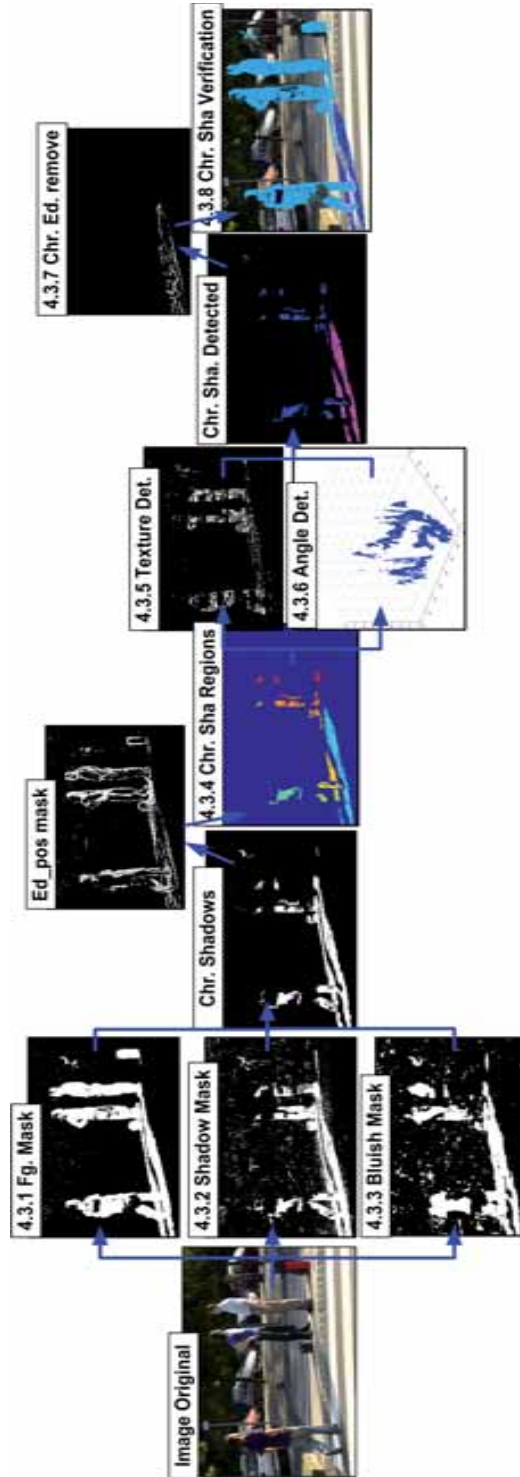 Image Original
4.3.1 Fg. Mask
4.3.2 Shadow Mask
4.3.3 Bluish Mask
Chr. Shadows
Ed_pos mask
4.3.4 Chr. Sha Regions
4.3.5 Texture Det.
4.3.6 Angle Det.
Chr. Sha. Detected
4.3.7 Chr. Ed. remove
4.3.8 Chr. Sha Verification